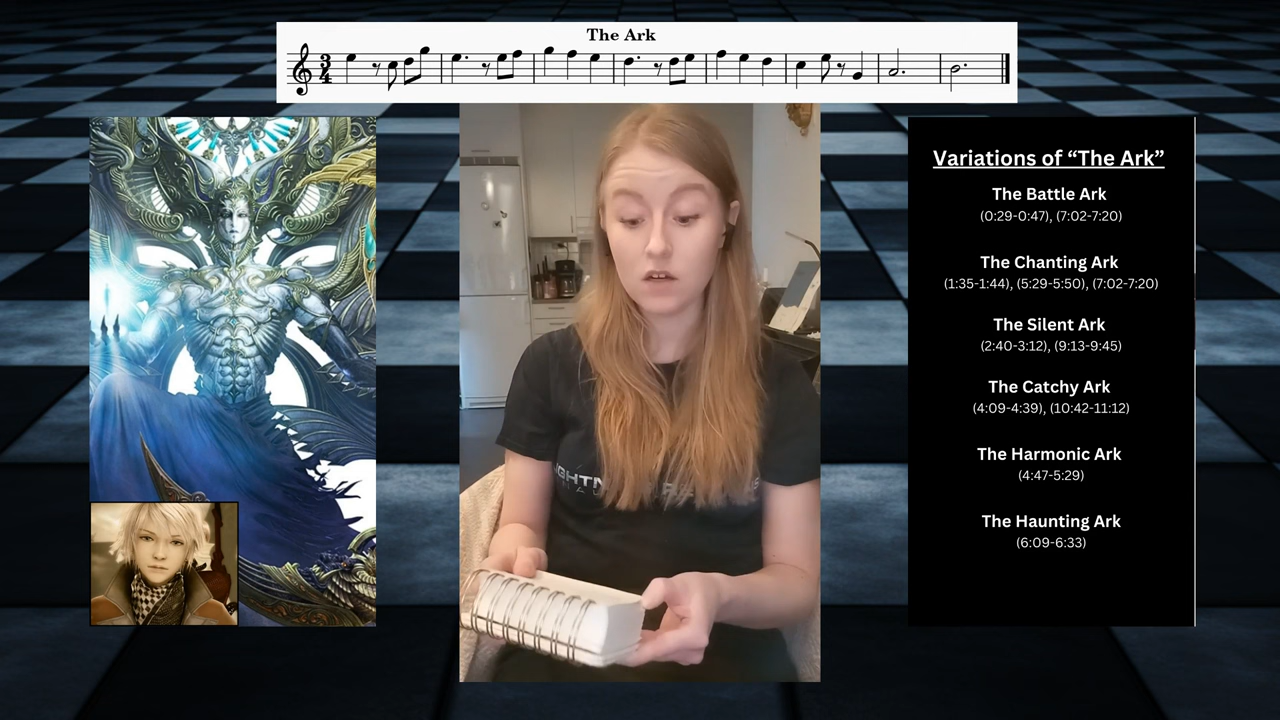 The Ark
3
4
Variations of “The Ark”
The Battle Ark
(0:29-0:47), (7:02-7:20)
The Chanting Ark
(1:35-1:44), (5:29-5:50), (7:02-7:20)
The Silent Ark
(2:40-3:12), (9:13-9:45)
The Catchy Ark
(4:09-4:39), (10:42-11:12)
The Harmonic Ark
(4:47-5:29)
The Haunting Ark
(6:09-6:33)